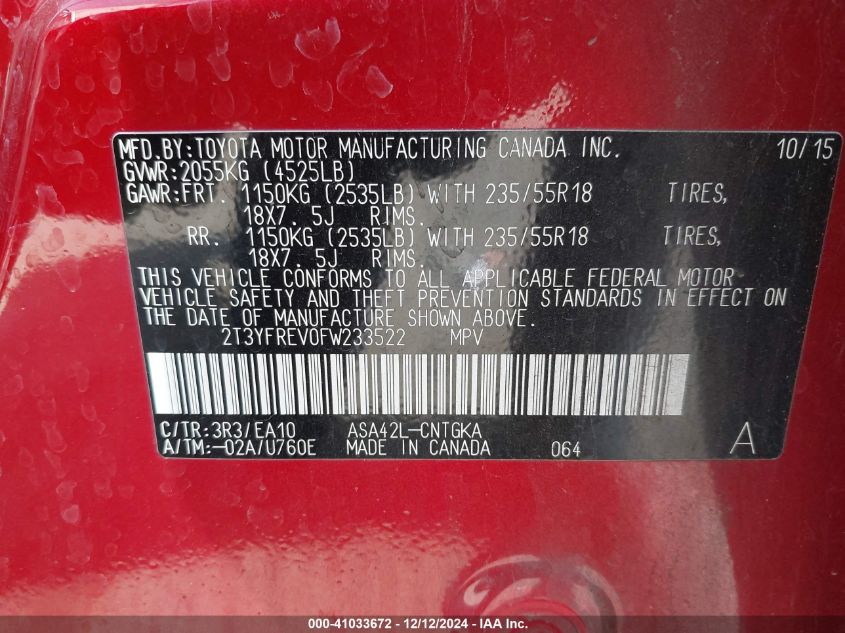 MFD.BY:TOYOTA MOTOR MANUFACTURING CANADA INC. 10/15
GVWR:2055KG (4525LB)
GAWR:FRT. 1150KG (2535LB) WITH 235/55R18 TIRES,
18X7. 5J RIMS.
RR. 1150KG (2535LB) WITH 235/55R18 TIRES,
18X7. 5J RIMS.
THIS VEHICLE CONFORMS TO ALL APPLICABLE FEDERAL MOTOR
VEHICLE SAFETY AND THEFT PREVENTION STANDARDS IN EFFECT ON
THE DATE OF MANUFACTURE SHOWN ABOVE.
2T3YFREV0FW233522 MPV
C/TR:3R3/EA10 ASA42L-CNTGKA
A/TM:-02A/U760E MADE IN CANADA 064 A
000-41033672 - 12/12/2024 - IAA Inc.